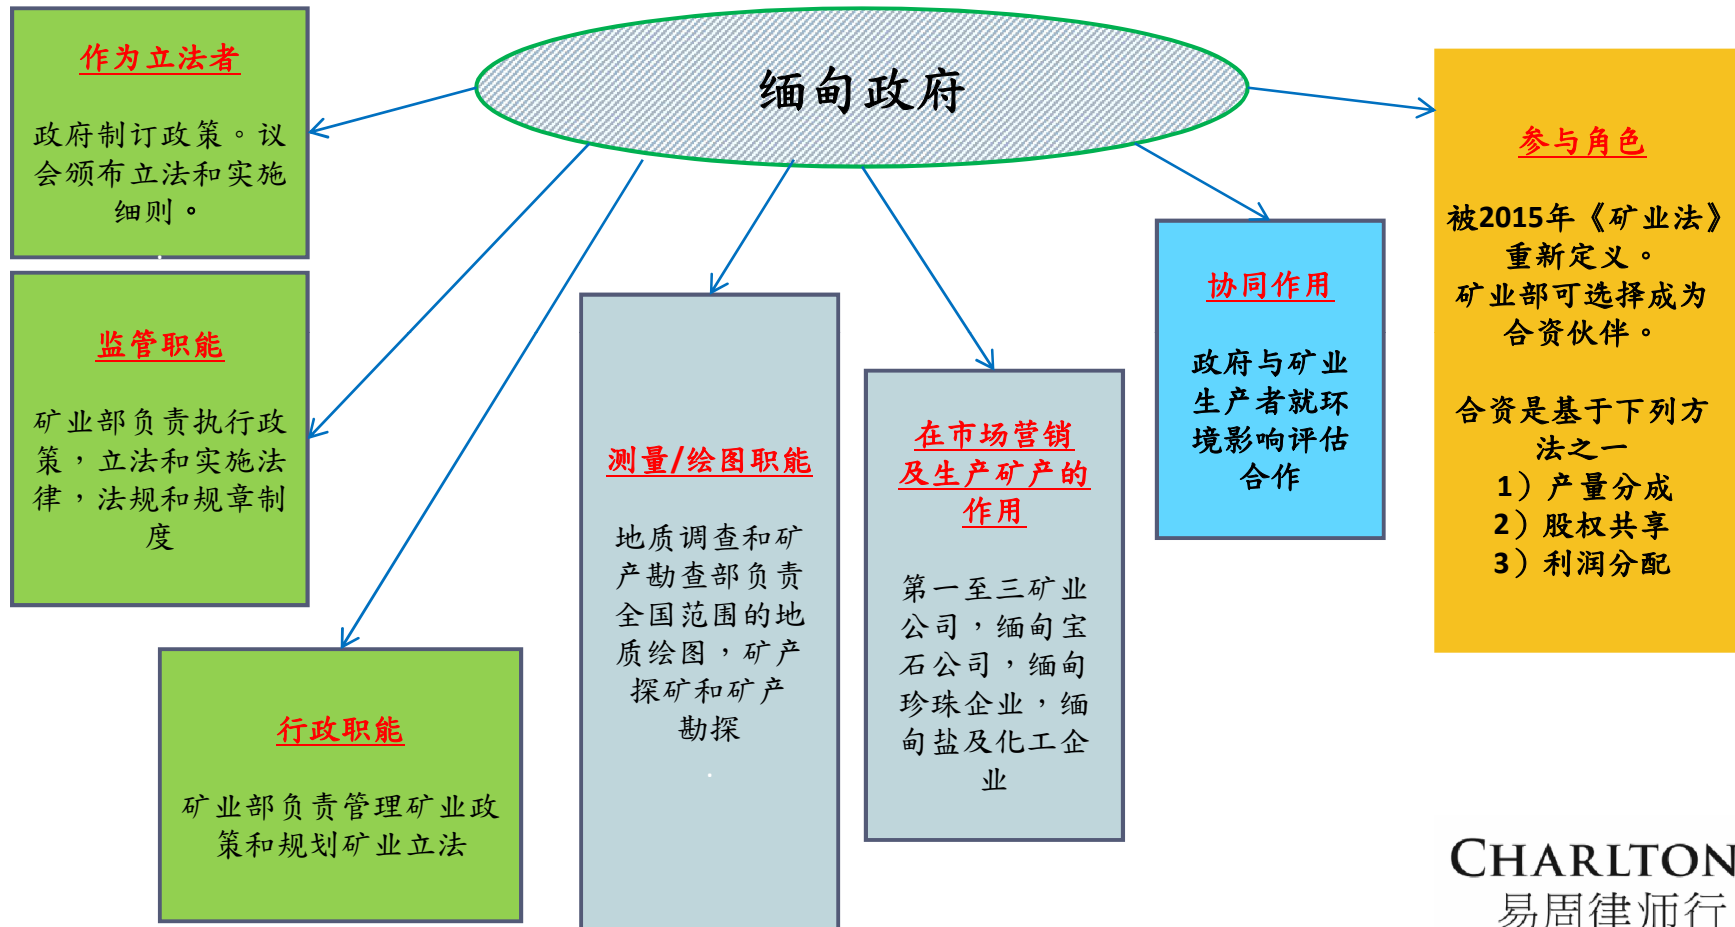 缅甸政府
作为立法者
政府制订政策。议
会颁布立法和实施
细则。
监管职能
矿业部负责执行政
策，立法和实施法
律，法规和规章制
度
行政职能
矿业部负责管理矿业政
策和规划矿业立法
测量/绘图职能
地质调查和矿
产勘查部负责
全国范围的地
质绘图，矿产
探矿和矿产
勘探
在市场营销
及生产矿产的
作用
第一至三矿业
公司，缅甸宝
石公司，缅甸
珍珠企业，缅
甸盐及化工企
业
协同作用
政府与矿业
生产者就环
境影响评估
合作
参与角色
被2015年《矿业法》
重新定义。
矿业部可选择成为
合资伙伴。
合资是基于下列方
法之一
1）产量分成
2）股权共享
3）利润分配
CHARLTON
易周律师行